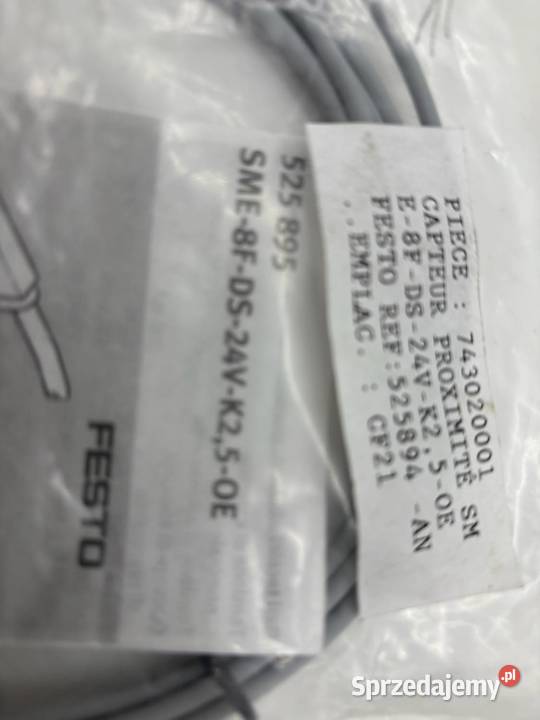 PIECE : 743020001
CAPTEUR PROXIMITÉ SM
E-8F-DS-24V-K2,5-OE
FESTO REF:525894 -AN
..EMPLAC. : CF21
525 895
SME-8F-DS-24V-K2,5-OE
FESTO
Sprzedajemy.pl